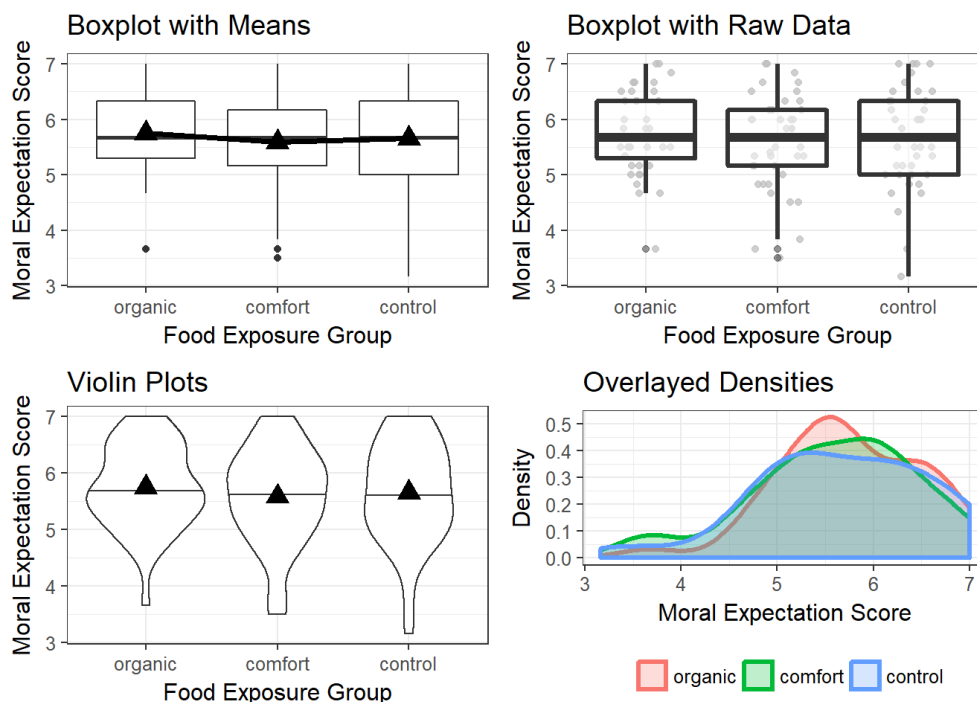 Boxplot with Means
Moral Expectation Score
7
6
5
4
3
organic comfort control
Food Exposure Group
Boxplot with Raw Data
Moral Expectation Score
7
6
5
4
3
organic comfort control
Food Exposure Group
Violin Plots
Moral Expectation Score
7
6
5
4
3
organic comfort control
Food Exposure Group
Overlayed Densities
Density
0.5
0.4
0.3
0.2
0.1
0.0
3 4 5 6 7
Moral Expectation Score
organic comfort control